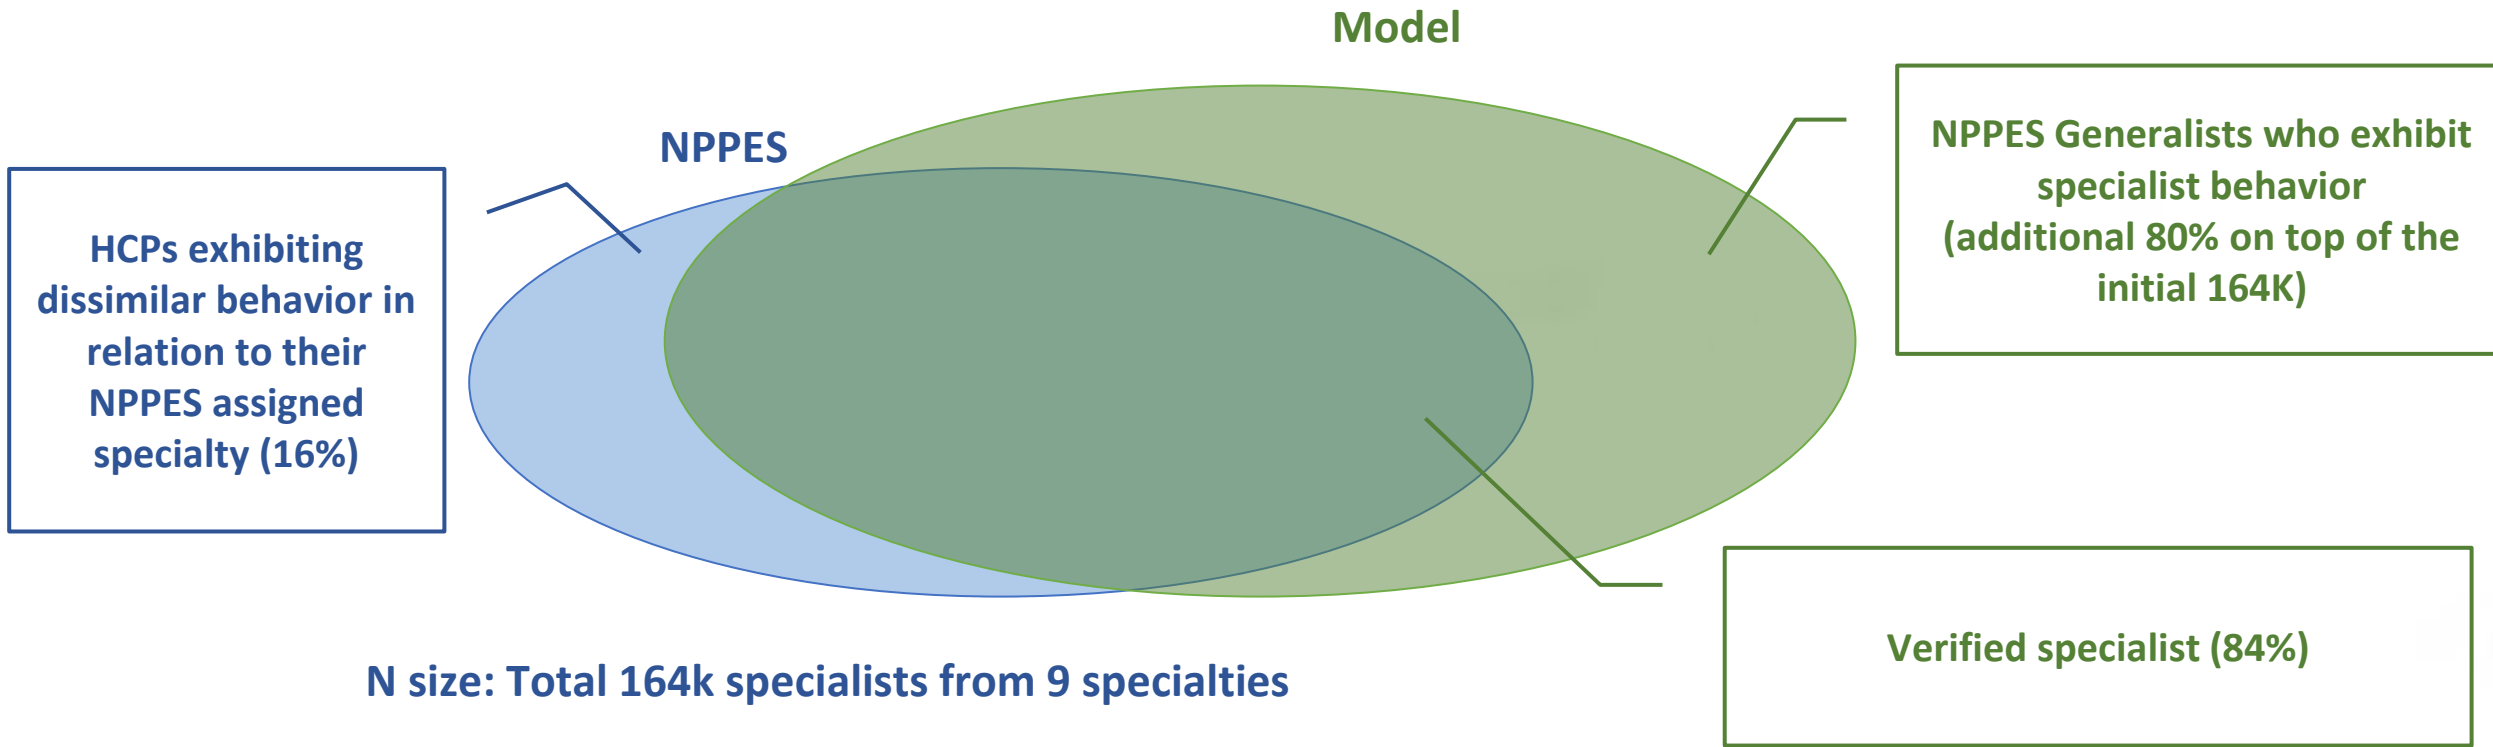 Model
NPPES
HCPs exhibiting
dissimilar behavior in
relation to their
NPPES assigned
specialty (16%)
NPPES Generalists who exhibit
specialist behavior
(additional 80% on top of the
initial 164K)
Verified specialist (84%)
N size: Total 164k specialists from 9 specialties